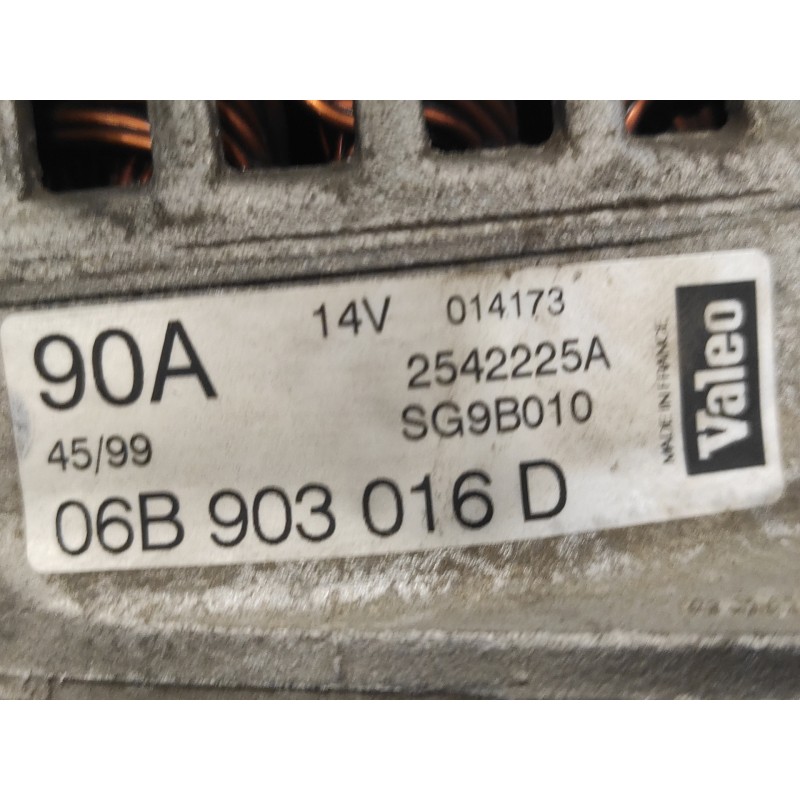 90A
14V 014173
2542225A
SG9B010
45/99
06B 903 016 D
MADE IN FRANCE
Valeo